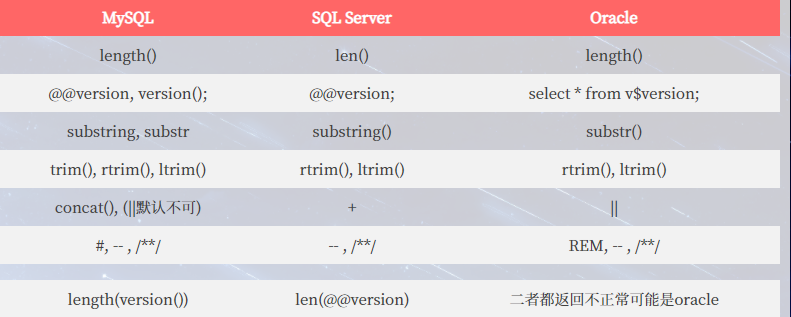 MySQL SQL Server Oracle
length() len() length()
@@version, version(); @@version; select * from v$version;
substring, substr substring() substr()
trim(), rtrim(), ltrim() rtrim(), ltrim() rtrim(), ltrim()
concat(), (||默认不可) + ||
#, -- , /**/ -- , /**/ REM, -- , /**/
length(version()) len(@@version) 二者都返回不正常可能是oracle